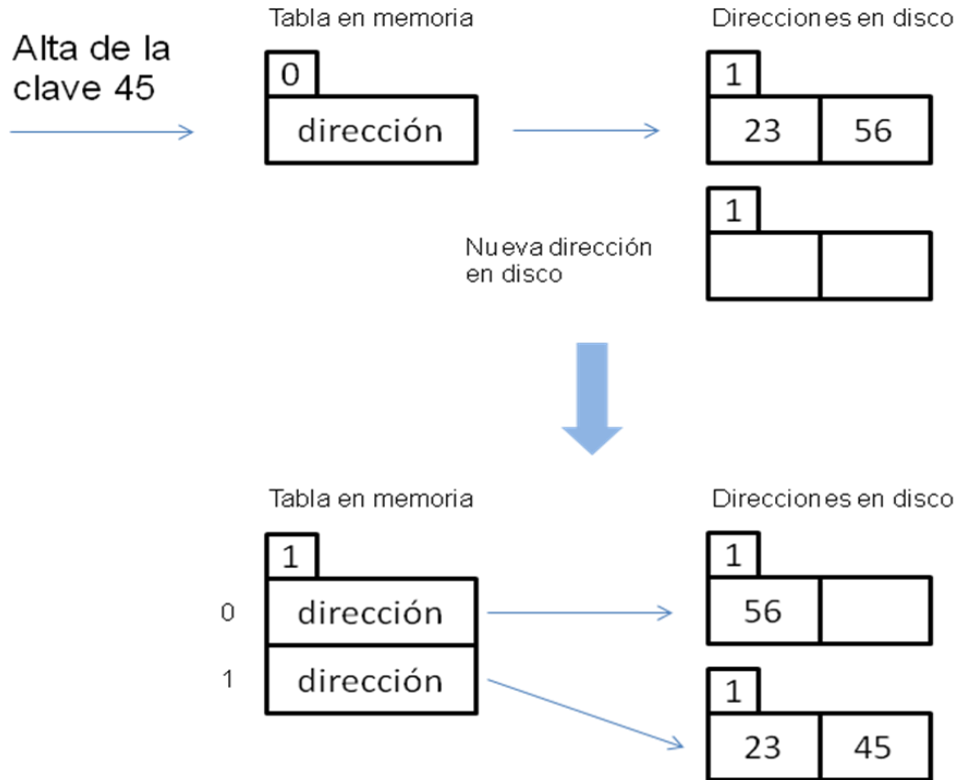 Tabla en memoria
Direcciones en disco
Alta de la
clave 45
0
1
dirección
23 56
1
Nueva dirección
en disco
Tabla en memoria
Direcciones en disco
1
1
0 dirección
56
1 dirección
1
23 45